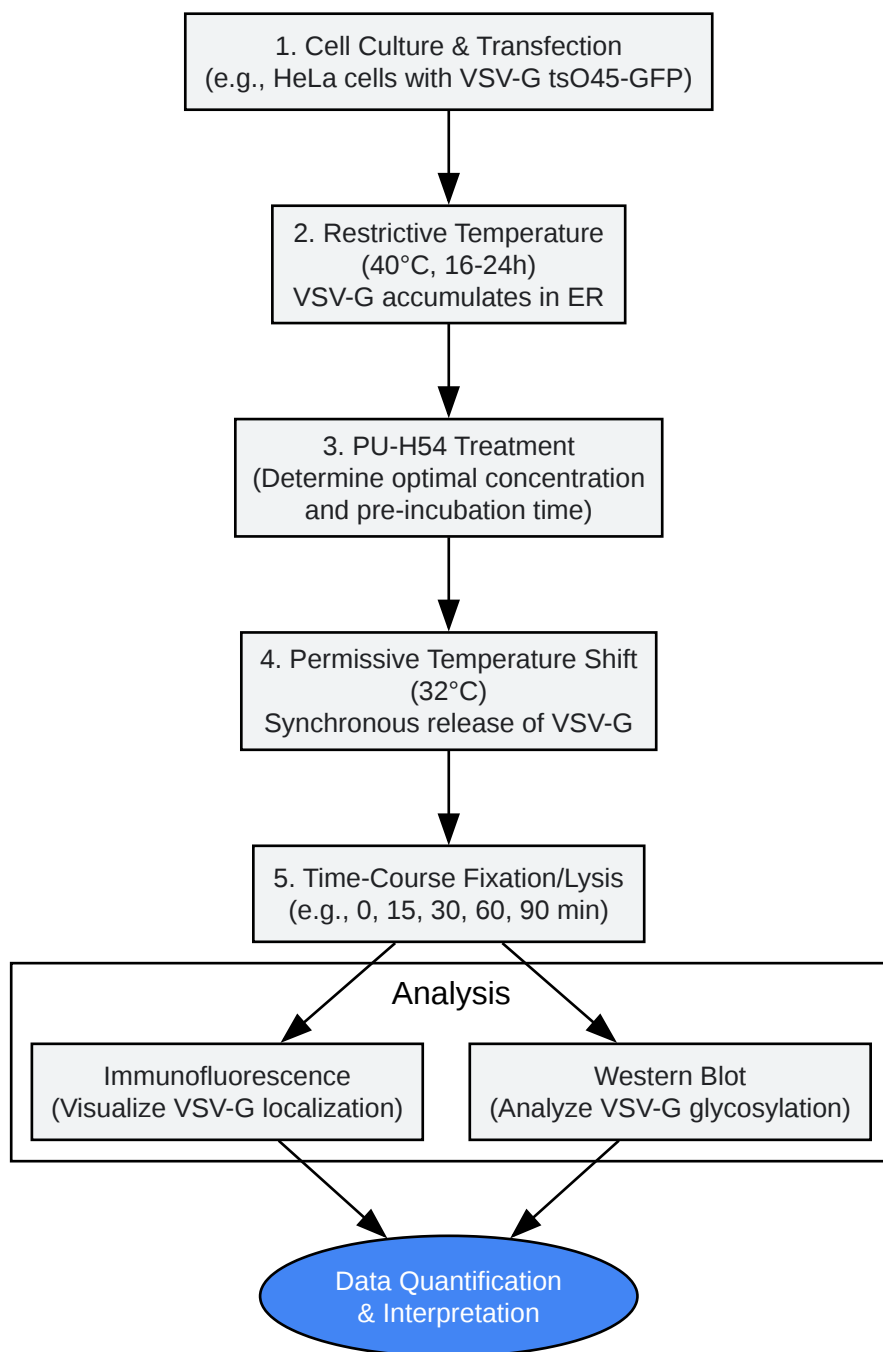 1. Cell Culture & Transfection
(e.g., HeLa cells with VSV-G tsO45-GFP)
2. Restrictive Temperature
(40°C, 16-24h)
VSV-G accumulates in ER
3. PU-H54 Treatment
(Determine optimal concentration
and pre-incubation time)
4. Permissive Temperature Shift
(32°C)
Synchronous release of VSV-G
5. Time-Course Fixation/Lysis
(e.g., 0, 15, 30, 60, 90 min)
Analysis
Immunofluorescence
(Visualize VSV-G localization)
Western Blot
(Analyze VSV-G glycosylation)
Data Quantification
& Interpretation